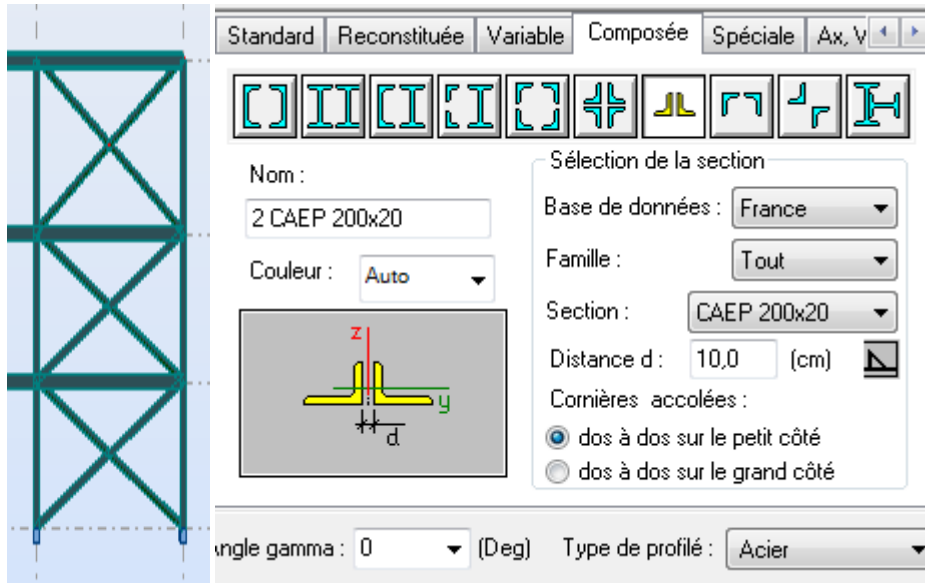 Standard Reconstituée Variable Composée Spéciale Ax, V
Nom :
2 CAEP 200x20
Couleur : Auto
z
y
d
Sélection de la section
Base de données : France
Famille : Tout
Section : CAEP 200x20
Distance d : 10,0 (cm)
Cornières accolées :
dos à dos sur le petit côté
dos à dos sur le grand côté
ngle gamma : 0 (Deg) Type de profilé : Acier